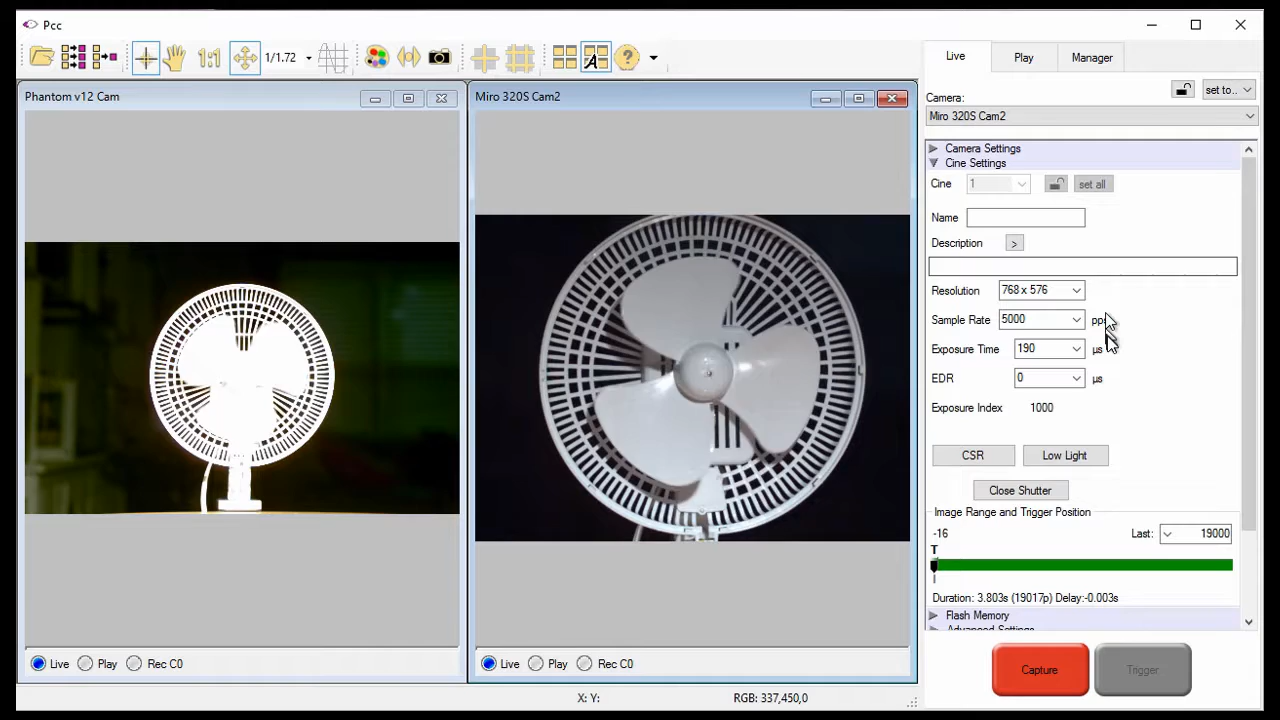 Pcc
1:1
1/1.72
A
?
Live
Play
Manager
set to..
Camera:
Miro 320S Cam2
Phantom v12 Cam
Miro 320S Cam2
Camera Settings
Cine Settings
Cine
1
set all
Name
Description
>
Resolution
768 x 576
Sample Rate
5000
Exposure Time
190
µs
EDR
0
µs
Exposure Index
1000
CSR
Low Light
Close Shutter
Image Range and Trigger Position
-16
Last:
19000
T
Duration: 3.803s (19017p) Delay:-0.003s
Flash Memory
Advanced Settings
Live
Play
Rec C0
Live
Play
Rec C0
Capture
Trigger
X: Y:
RGB: 337,450,0